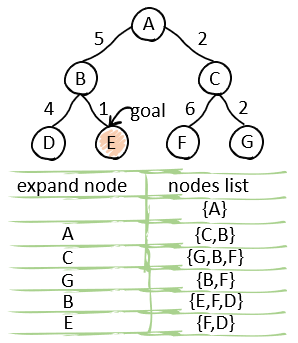 A
5 2
B C
4 1 goal 6 2
D E F G
expand node nodes list
{A}
A {C,B}
C {G,B,F}
G {B,F}
B {E,F,D}
E {F,D}